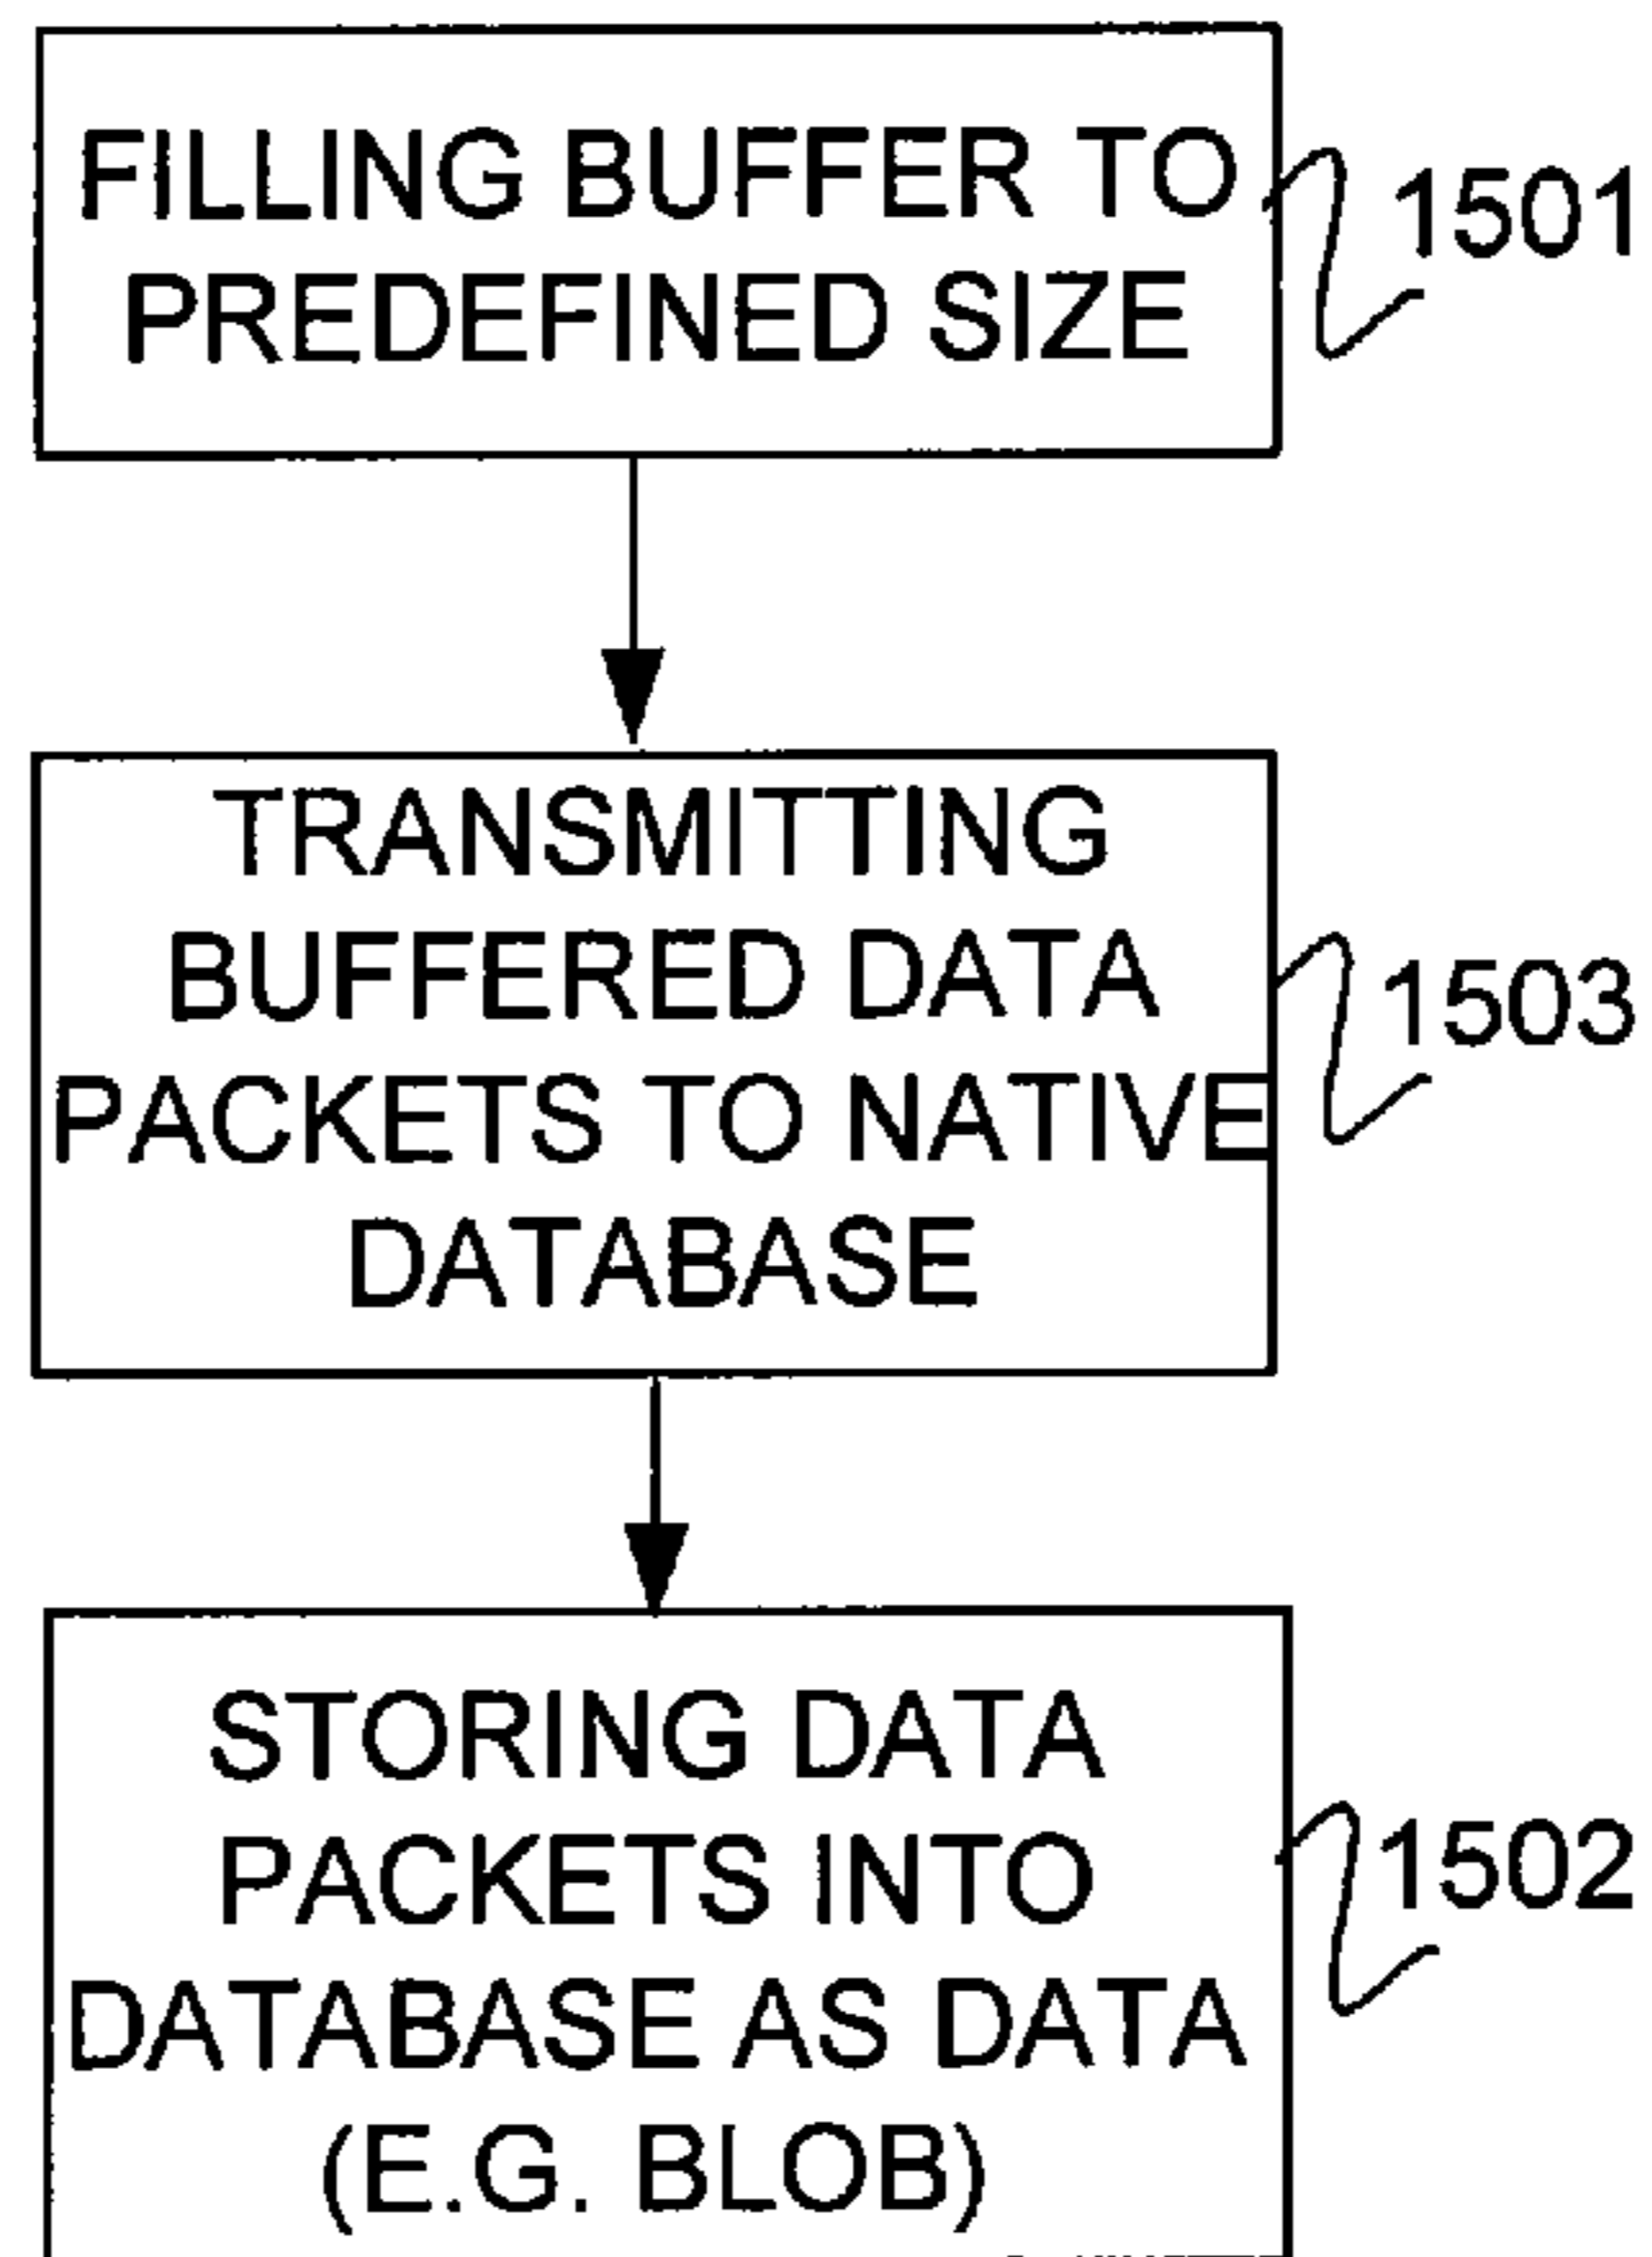 FILLING BUFFER TO
PREDEFINED SIZE
1501
TRANSMITTING
BUFFERED DATA
PACKETS TO NATIVE
DATABASE
1503
STORING DATA
PACKETS INTO
DATABASE AS DATA
(E.G. BLOB)
1502